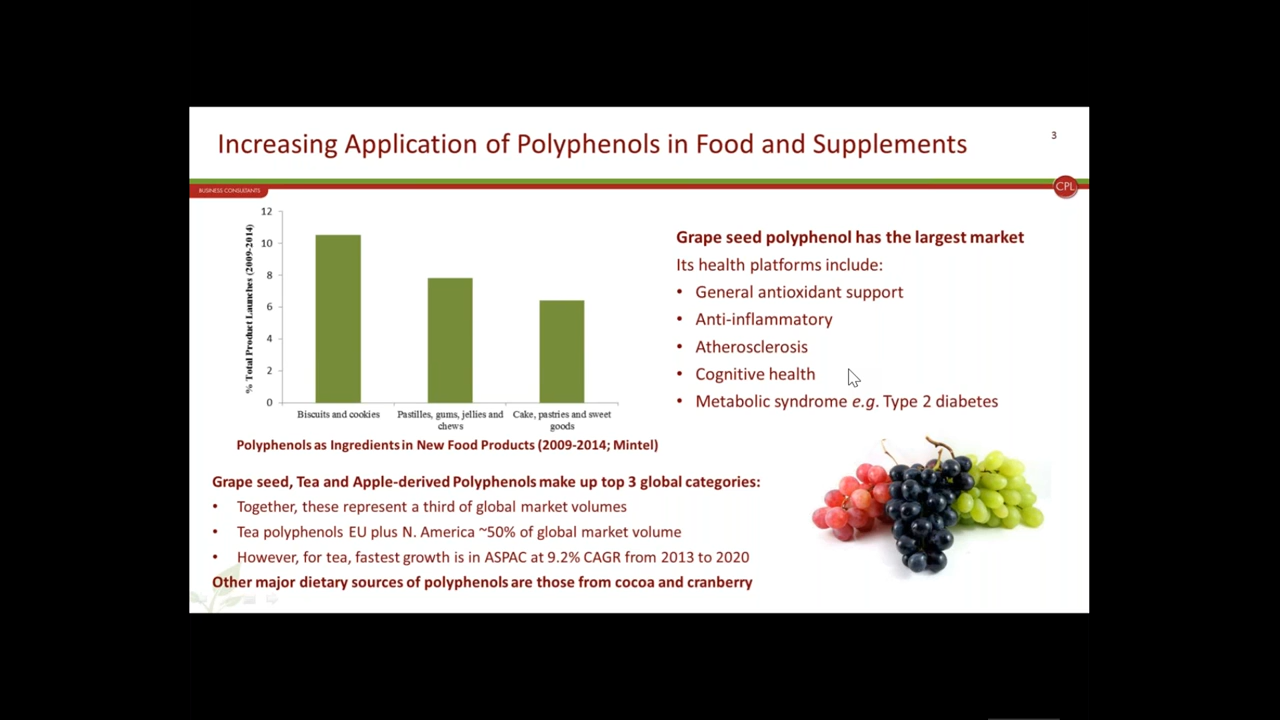 Increasing Application of Polyphenols in Food and Supplements
3
BUSINESS CONSULTANTS
CPL
% Total Product Launches (2009-2014)
12
10
8
6
4
2
0
Biscuits and cookies
Pastilles, gums, jellies and
chews
Cake, pastries and sweet
goods
Polyphenols as Ingredients in New Food Products (2009-2014; Mintel)
Grape seed polyphenol has the largest market
Its health platforms include:
• General antioxidant support
• Anti-inflammatory
• Atherosclerosis
• Cognitive health
• Metabolic syndrome e.g. Type 2 diabetes
Grape seed, Tea and Apple-derived Polyphenols make up top 3 global categories:
• Together, these represent a third of global market volumes
• Tea polyphenols EU plus N. America ~50% of global market volume
• However, for tea, fastest growth is in ASPAC at 9.2% CAGR from 2013 to 2020
Other major dietary sources of polyphenols are those from cocoa and cranberry